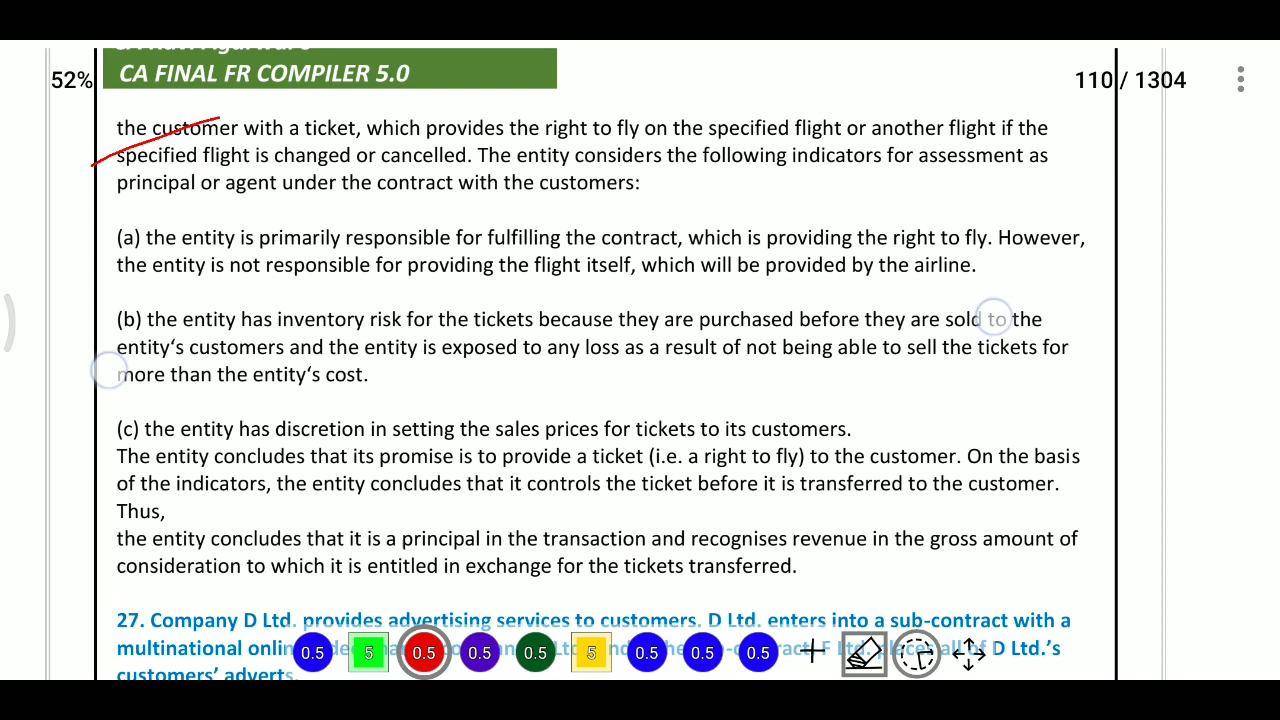 CA FINAL FR COMPILER 5.0
52%
110 / 1304
the customer with a ticket, which provides the right to fly on the specified flight or another flight if the
specified flight is changed or cancelled. The entity considers the following indicators for assessment as
principal or agent under the contract with the customers:
(a) the entity is primarily responsible for fulfilling the contract, which is providing the right to fly. However,
the entity is not responsible for providing the flight itself, which will be provided by the airline.
(b) the entity has inventory risk for the tickets because they are purchased before they are sold to the
entity‘s customers and the entity is exposed to any loss as a result of not being able to sell the tickets for
more than the entity‘s cost.
(c) the entity has discretion in setting the sales prices for tickets to its customers.
The entity concludes that its promise is to provide a ticket (i.e. a right to fly) to the customer. On the basis
of the indicators, the entity concludes that it controls the ticket before it is transferred to the customer.
Thus,
the entity concludes that it is a principal in the transaction and recognises revenue in the gross amount of
consideration to which it is entitled in exchange for the tickets transferred.
27. Company D Ltd. provides advertising services to customers. D Ltd. enters into a sub-contract with a
multinational all of D Ltd.’s
customers’ adverts.
0.5 5 0.5 0.5 0.5 5 0.5 0.5 0.5